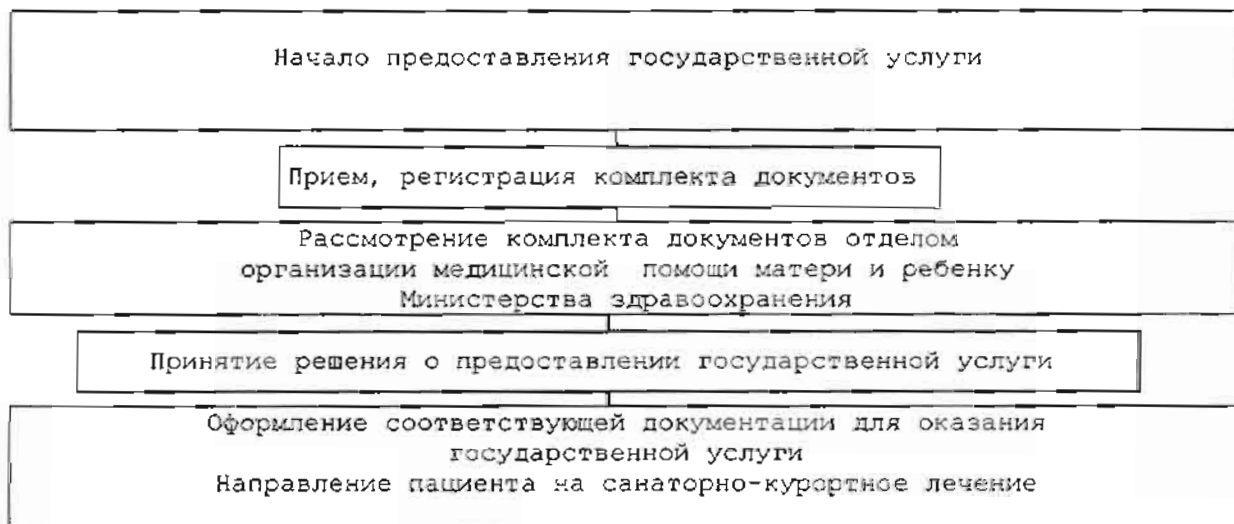 Начало предоставления государственной услуги
Прием, регистрация комплекта документов
Рассмотрение комплекта документов отделом
организации медицинской помощи матери и ребенку
Министерства здравоохранения
Принятие решения о предоставлении государственной услуги
Оформление соответствующей документации для оказания
государственной услуги
Направление пациента на санаторно-курортное лечение